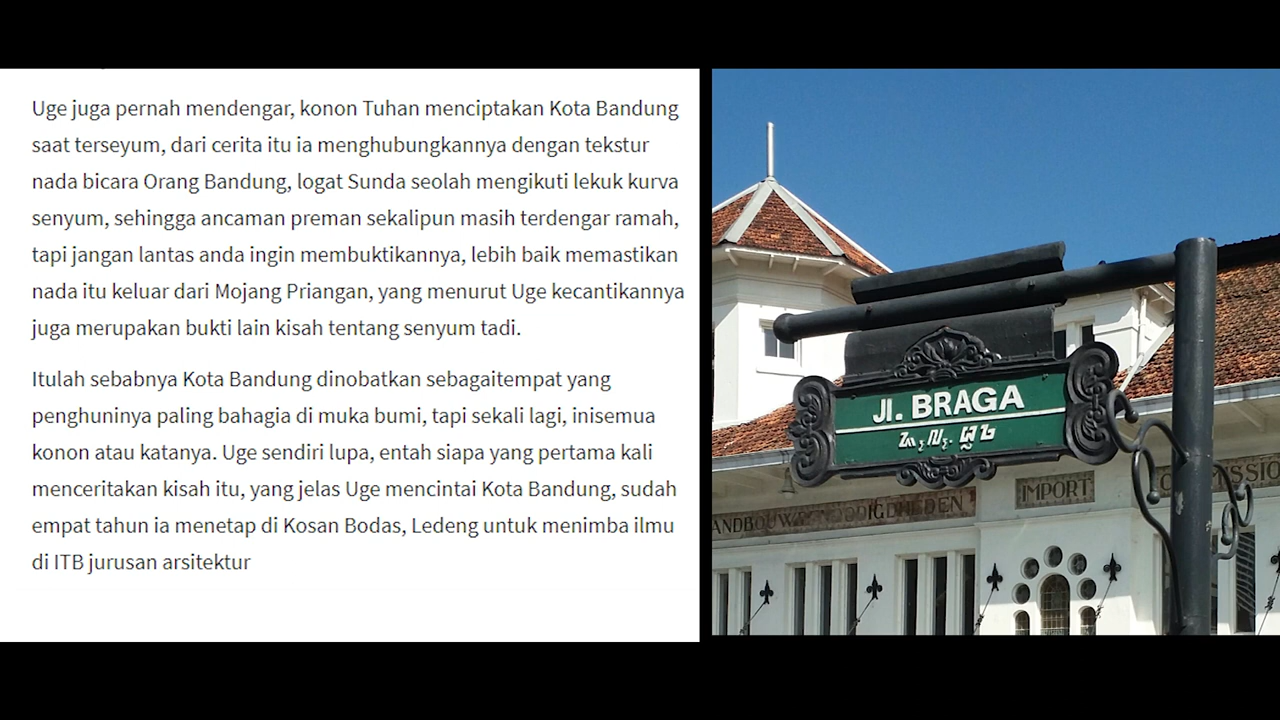 Uge juga pernah mendengar, konon Tuhan menciptakan Kota Bandung
saat terseyum, dari cerita itu ia menghubungkannya dengan tekstur
nada bicara Orang Bandung, logat Sunda seolah mengikuti lekuk kurva
senyum, sehingga ancaman preman sekalipun masih terdengar ramah,
tapi jangan lantas anda ingin membuktikannya, lebih baik memastikan
nada itu keluar dari Mojang Priangan, yang menurut Uge kecantikannya
juga merupakan bukti lain kisah tentang senyum tadi.
Itulah sebabnya Kota Bandung dinobatkan sebagaitempat yang
penghuninya paling bahagia di muka bumi, tapi sekali lagi, inisemua
konon atau katanya. Uge sendiri lupa, entah siapa yang pertama kali
menceritakan kisah itu, yang jelas Uge mencintai Kota Bandung, sudah
empat tahun ia menetap di Kosan Bodas, Ledeng untuk menimba ilmu
di ITB jurusan arsitektur
Jl. BRAGA
IMPORT